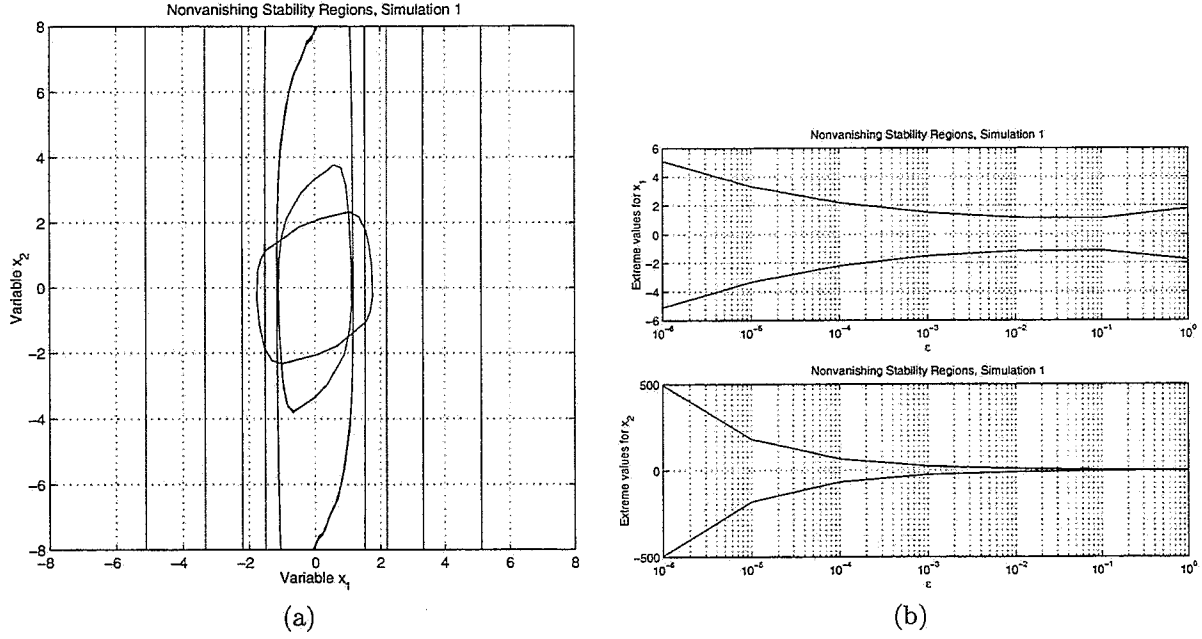 Nonvanishing Stability Regions, Simulation 1
8
6
4
2
0
−2
−4
−6
−8
Variable x2
−8 −6 −4 −2 0 2 4 6 8
Variable x1
(a)
Nonvanishing Stability Regions, Simulation 1
6
4
2
0
−2
−4
−6
Extreme values for x1
10^−6 10^−5 10^−4 10^−3 10^−2 10^−1 10^0
ε
Nonvanishing Stability Regions, Simulation 1
500
0
−500
Extreme values for x2
10^−6 10^−5 10^−4 10^−3 10^−2 10^−1 10^0
ε
(b)